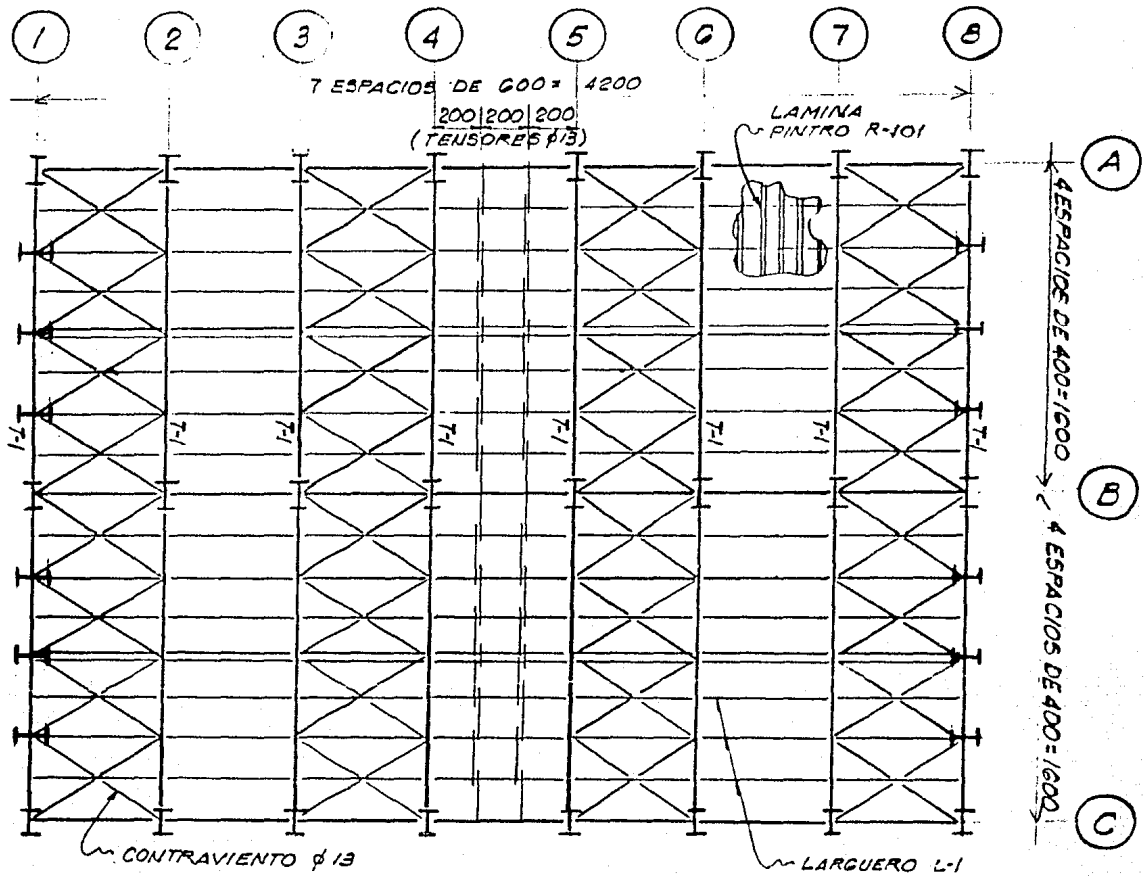 1 2 3 4 5 6 7 8
7 ESPACIOS DE 600 = 4200
200 200 200
(TENSORES ϕ13)
LAMINA
PINTRO R-101
A
4 ESPACIOS DE 400=1600
T-1 T-1 T-1 T-1 T-1 T-1 T-1 T-1
B
4 ESPACIOS DE 400=1600
C
CONTRAVIENTO ϕ 13
LARGUERO L-1